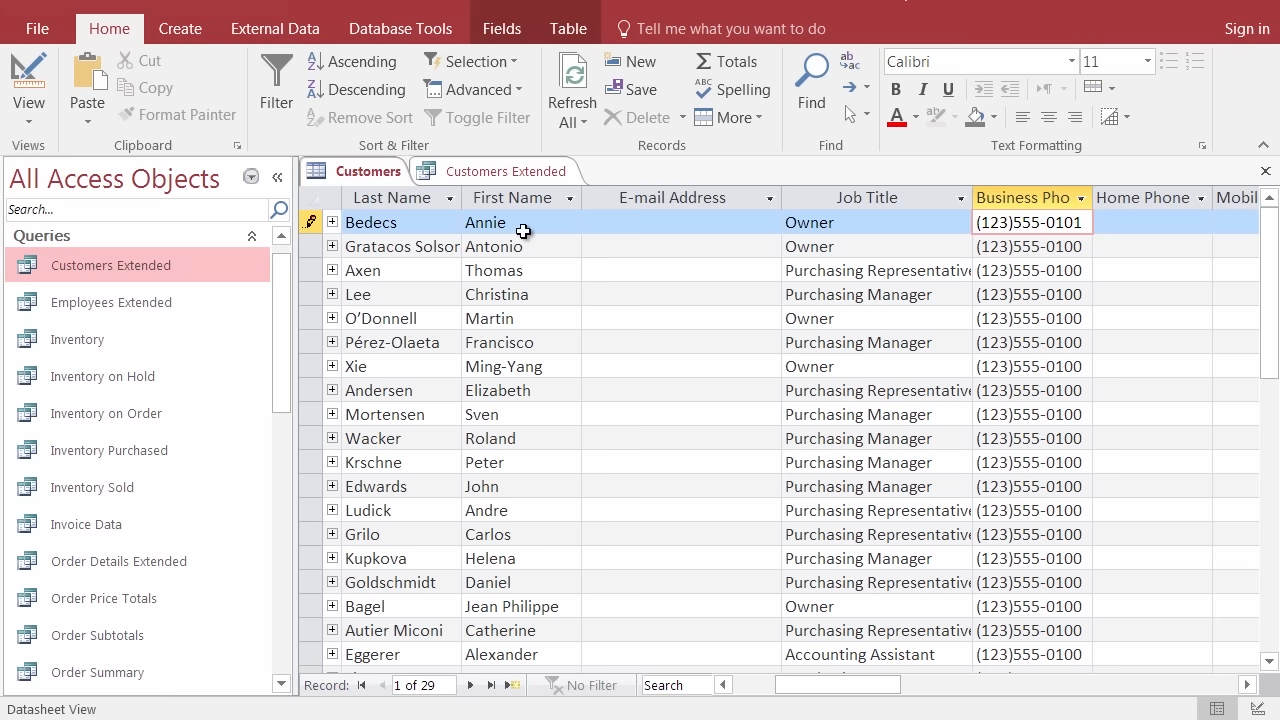 File Home Create External Data Database Tools Fields Table Tell me what you want to do Sign in
View
Views
Paste
Cut
Copy
Format Painter
Clipboard
Filter
Ascending
Descending
Remove Sort
Selection
Advanced
Toggle Filter
Sort & Filter
Refresh
All
New
Save
Delete
Totals
Spelling
More
Records
Find
ab
ac
Find
Calibri 11
B I U
A ab
Text Formatting
All Access Objects
Search...
Queries
Customers Extended
Employees Extended
Inventory
Inventory on Hold
Inventory on Order
Inventory Purchased
Inventory Sold
Invoice Data
Order Details Extended
Order Price Totals
Order Subtotals
Order Summary
Customers Customers Extended
Last Name First Name E-mail Address Job Title Business Pho Home Phone Mobil
Bedecs Annie Owner (123)555-0101
Gratacos Solsor Antonio Owner (123)555-0100
Axen Thomas Purchasing Representative (123)555-0100
Lee Christina Purchasing Manager (123)555-0100
O’Donnell Martin Owner (123)555-0100
Pérez-Olaeta Francisco Purchasing Manager (123)555-0100
Xie Ming-Yang Owner (123)555-0100
Andersen Elizabeth Purchasing Representative (123)555-0100
Mortensen Sven Purchasing Manager (123)555-0100
Wacker Roland Purchasing Manager (123)555-0100
Krschne Peter Purchasing Manager (123)555-0100
Edwards John Purchasing Manager (123)555-0100
Ludick Andre Purchasing Representative (123)555-0100
Grilo Carlos Purchasing Representative (123)555-0100
Kupkova Helena Purchasing Manager (123)555-0100
Goldschmidt Daniel Purchasing Representative (123)555-0100
Bagel Jean Philippe Owner (123)555-0100
Autier Miconi Catherine Purchasing Representative (123)555-0100
Eggerer Alexander Accounting Assistant (123)555-0100
Record: 1 of 29 No Filter Search
Datasheet View